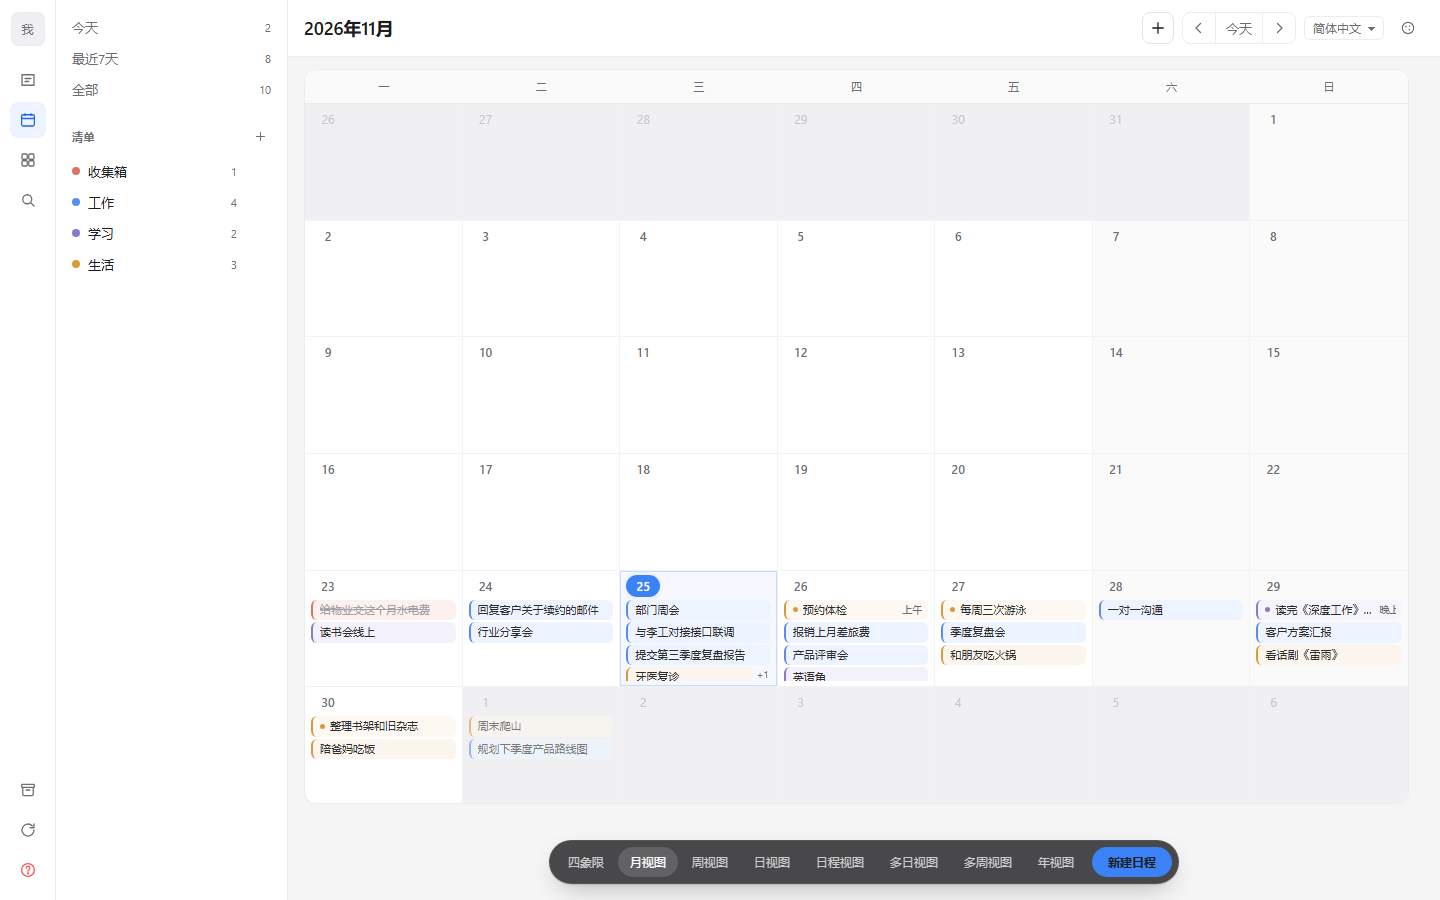 我
今天 2
最近7天 8
全部 10
清单
收集箱 1
工作 4
学习 2
生活 3
2026年11月
今天
简体中文
一 二 三 四 五 六 日
26 27 28 29 30 31 1
2 3 4 5 6 7 8
9 10 11 12 13 14 15
16 17 18 19 20 21 22
23
给物业交这个月水电费
读书会线上
24
回复客户关于续约的邮件
行业分享会
25
部门周会
与李工对接接口联调
提交第三季度复盘报告
牙医复诊 +1
26
预约体检 上午
报销上月差旅费
产品评审会
英语角
27
每周三次游泳
季度复盘会
和朋友吃火锅
28
一对一沟通
29
读完《深度工作》... 晚上
客户方案汇报
看话剧《雷雨》
30
整理书架和旧杂志
陪爸妈吃饭
1
周末爬山
规划下季度产品路线图
2 3 4 5 6
四象限 月视图 周视图 日视图 日程视图 多日视图 多周视图 年视图 新建日程